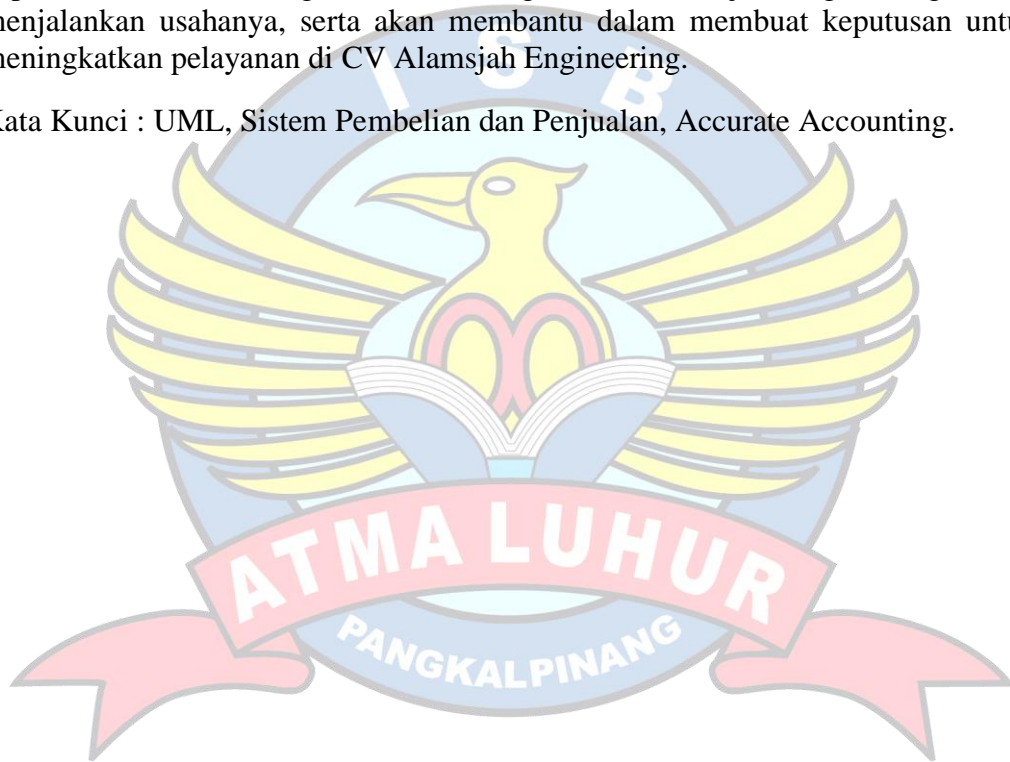 menjalankan usahanya, serta akan membantu dalam membuat keputusan untu
meningkatkan pelayanan di CV Alamsjah Engineering.
Kata Kunci : UML, Sistem Pembelian dan Penjualan, Accurate Accounting.
I S B
ATMA LUHUR
PANGKALPINANG